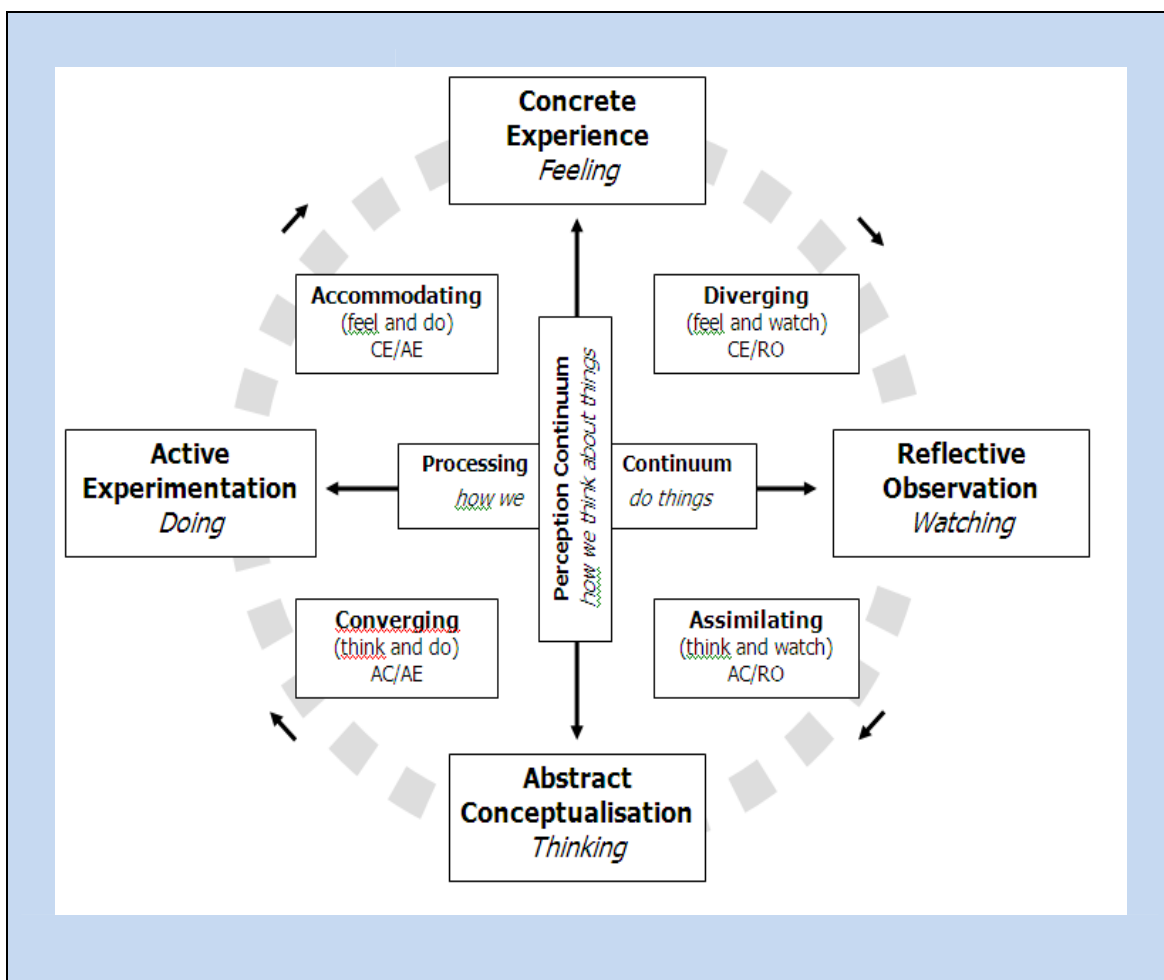 Concrete
Experience
Feeling
Accommodating
(feel and do)
CE/AE
Diverging
(feel and watch)
CE/RO
Active
Experimentation
Doing
Processing
how we
Perception Continuum
how we think about things
Continuum
do things
Reflective
Observation
Watching
Converging
(think and do)
AC/AE
Assimilating
(think and watch)
AC/RO
Abstract
Conceptualisation
Thinking